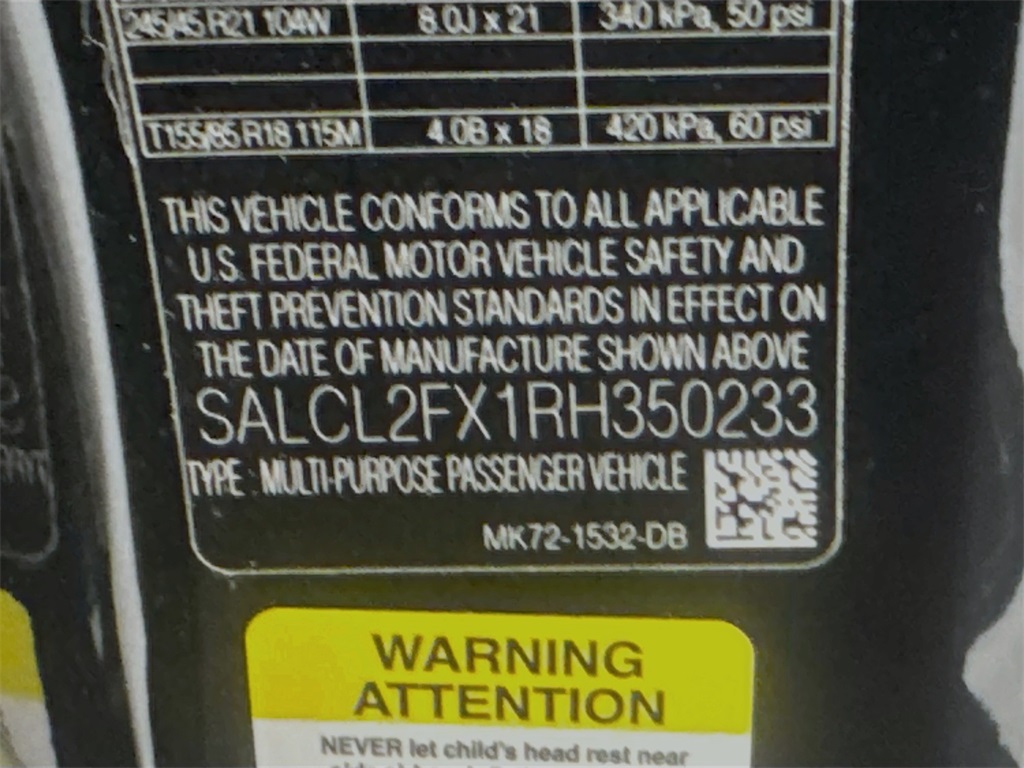 245/45 R21 104W 8.0J x 21 340 kPa, 50 psi
T155/85 R18 115M 4.0B x 18 420 kPa, 60 psi
THIS VEHICLE CONFORMS TO ALL APPLICABLE
U.S. FEDERAL MOTOR VEHICLE SAFETY AND
THEFT PREVENTION STANDARDS IN EFFECT ON
THE DATE OF MANUFACTURE SHOWN ABOVE
SALCL2FX1RH350233
TYPE : MULTI-PURPOSE PASSENGER VEHICLE
MK72-1532-DB
WARNING
ATTENTION
NEVER let child's head rest near